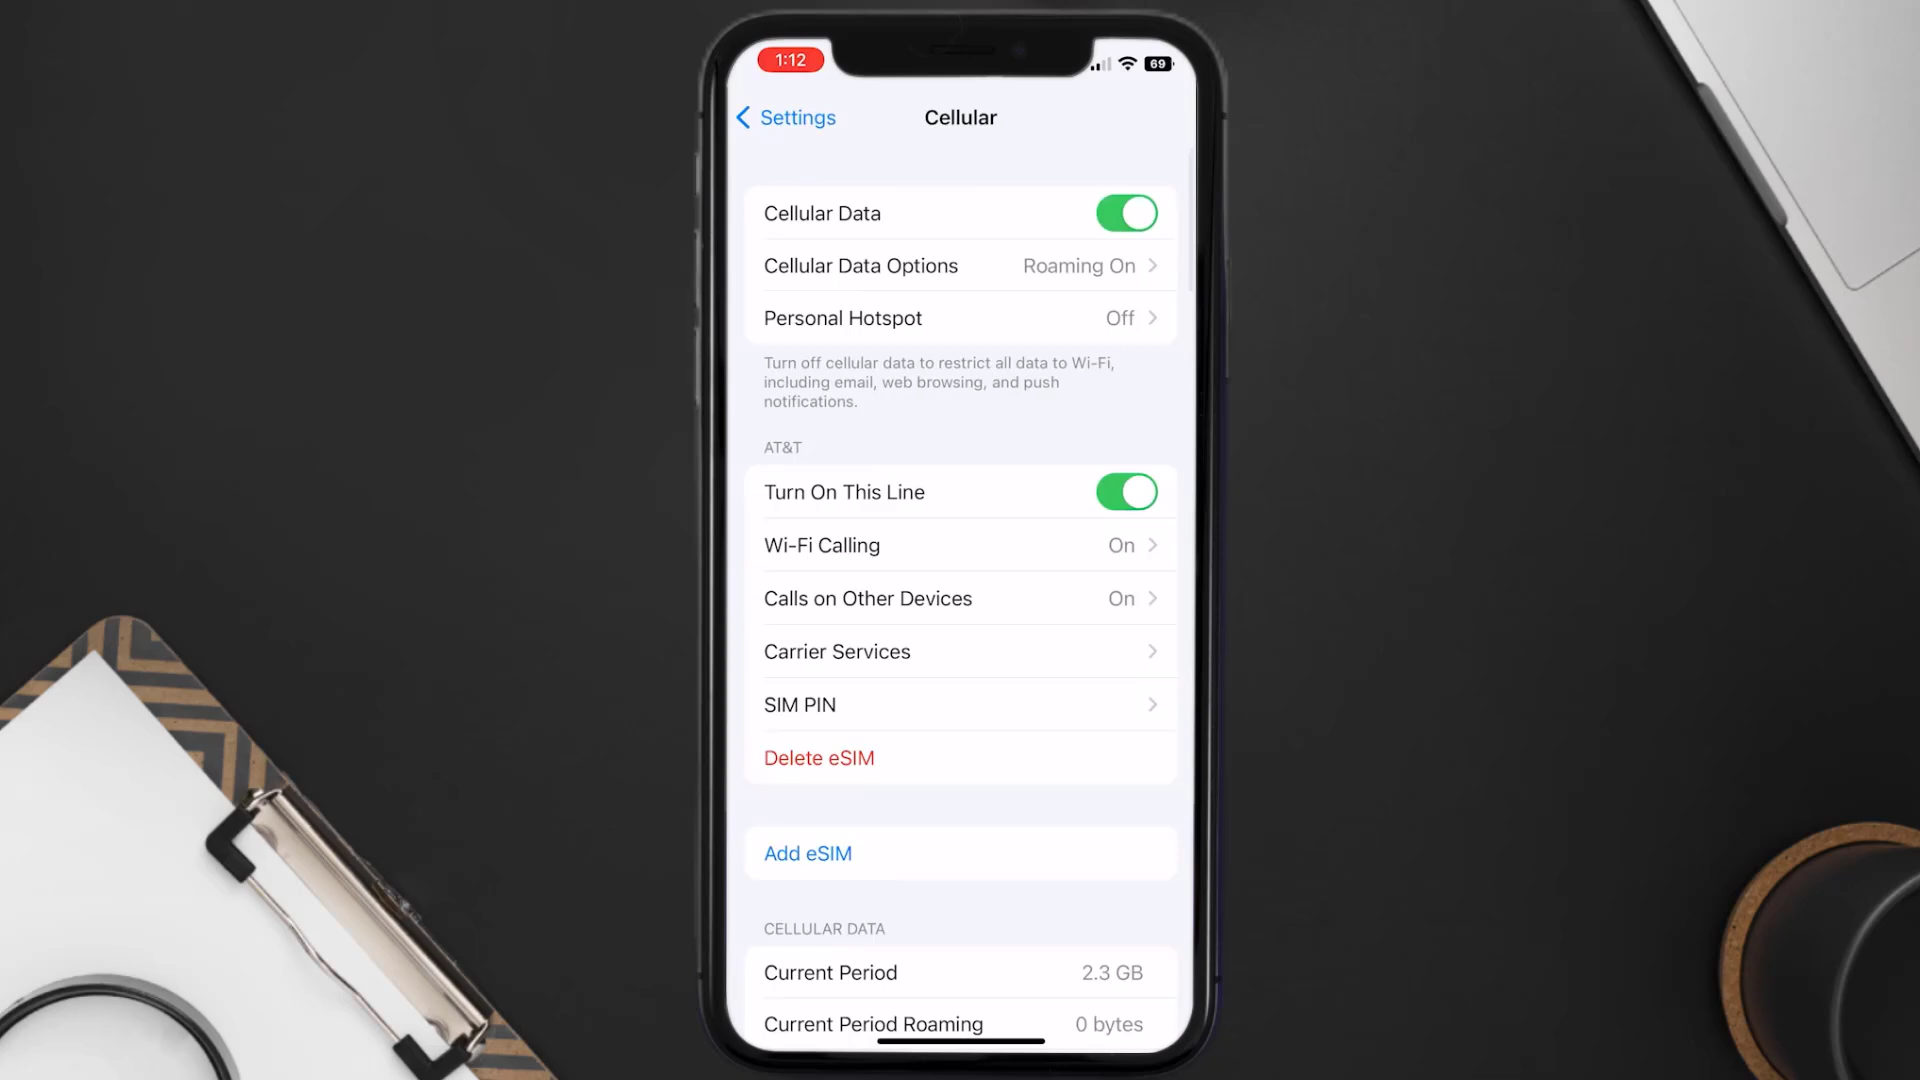 1:12
69
Settings
Cellular
Cellular Data
Cellular Data Options Roaming On
Personal Hotspot Off
Turn off cellular data to restrict all data to Wi-Fi,
including email, web browsing, and push
notifications.
AT&T
Turn On This Line
Wi-Fi Calling On
Calls on Other Devices On
Carrier Services
SIM PIN
Delete eSIM
Add eSIM
CELLULAR DATA
Current Period 2.3 GB
Current Period Roaming 0 bytes